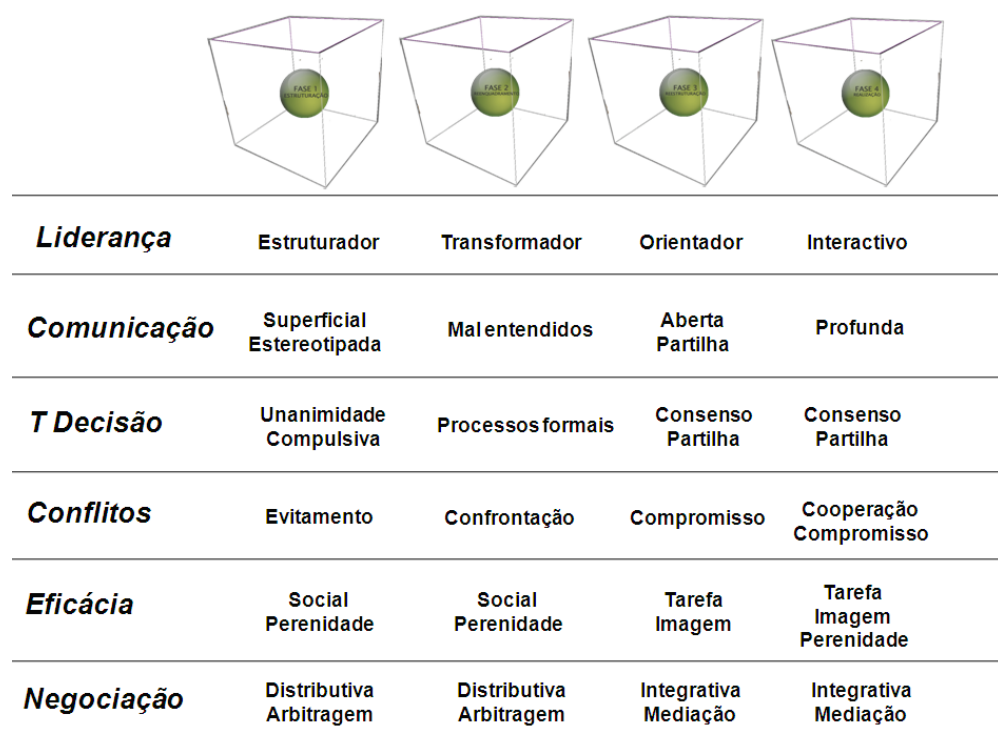 FASE 1
ESTRUTURAÇÃO
FASE 2
REENQUADRAMENTO
FASE 3
REESTRUTURAÇÃO
FASE 4
REALIZAÇÃO
Liderança
Estruturador
Transformador
Orientador
Interactivo
Comunicação
Superficial
Estereotipada
Mal entendidos
Aberta
Partilha
Profunda
T Decisão
Unanimidade
Compulsiva
Processos formais
Consenso
Partilha
Consenso
Partilha
Conflitos
Evitamento
Confrontação
Compromisso
Cooperação
Compromisso
Eficácia
Social
Perenidade
Social
Perenidade
Tarefa
Imagem
Tarefa
Imagem
Perenidade
Negociação
Distributiva
Arbitragem
Distributiva
Arbitragem
Integrativa
Mediação
Integrativa
Mediação